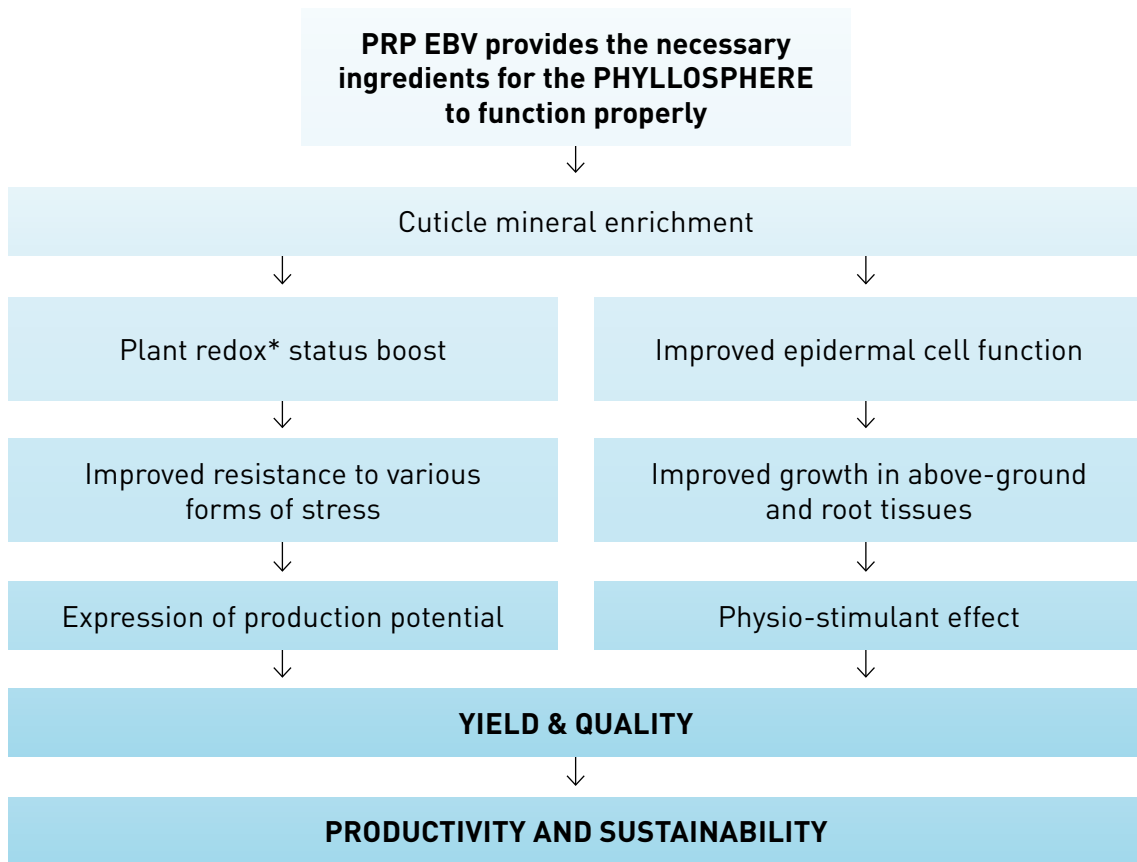 PRP EBV provides the necessary
ingredients for the PHYLLOSPHERE
to function properly
Cuticle mineral enrichment
Plant redox* status boost
Improved epidermal cell function
Improved resistance to various
forms of stress
Improved growth in above-ground
and root tissues
Expression of production potential
Physio-stimulant effect
YIELD & QUALITY
PRODUCTIVITY AND SUSTAINABILITY